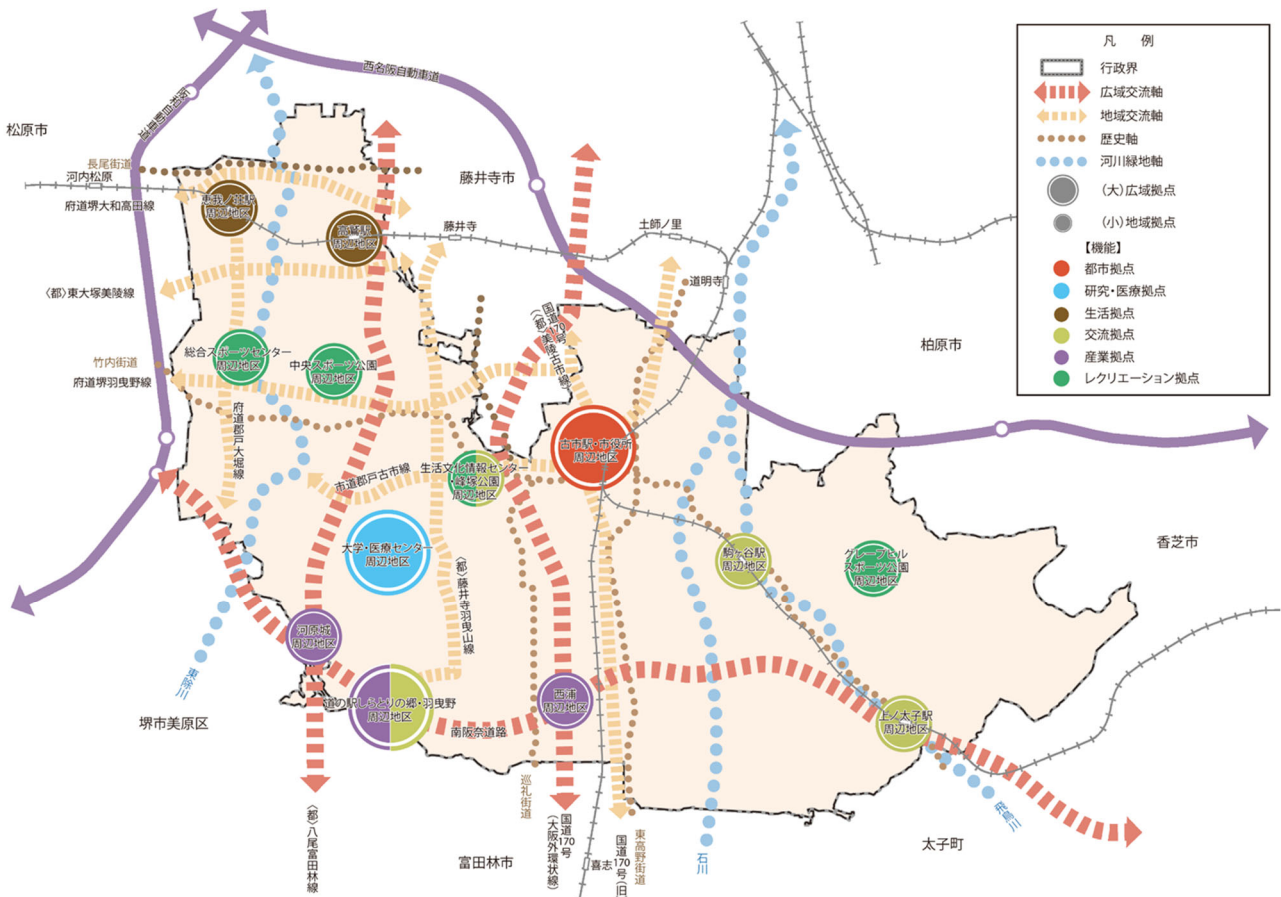 西名阪自動車道
阪和自動車道
松原市
長尾街道
河内松原
府道堺大和高田線
恵我ノ荘駅
周辺地区
高鷲駅
周辺地区
藤井寺市
藤井寺
土師ノ里
道明寺
〈都〉東大塚美陵線
柏原市
竹内街道
府道堺羽曳野線
総合スポーツセンター
周辺地区
中央スポーツ公園
周辺地区
国道170号
(〈都〉美陵古市線)
府道郡戸大堀線
古市駅・市役所
周辺地区
市道郡戸古市線
生活文化情報センター
・峰塚公園
周辺地区
大学・医療センター
周辺地区
〈都〉藤井寺羽曳山線
駒ヶ谷駅
周辺地区
グレープヒル
スポーツ公園
周辺地区
香芝市
河原城
周辺地区
東除川
堺市美原区
道の駅しらとりの郷・羽曳野
周辺地区
南阪奈道路
西浦
周辺地区
上ノ太子駅
周辺地区
〈都〉八尾富田林線
巡礼街道
国道170号
(大阪外環状線)
富田林市
喜志
国道170号(旧
東高野街道
石川
飛鳥川
太子町
凡 例
行政界
広域交流軸
地域交流軸
歴史軸
河川緑地軸
(大)広域拠点
(小)地域拠点
【機能】
都市拠点
研究・医療拠点
生活拠点
交流拠点
産業拠点
レクリエーション拠点